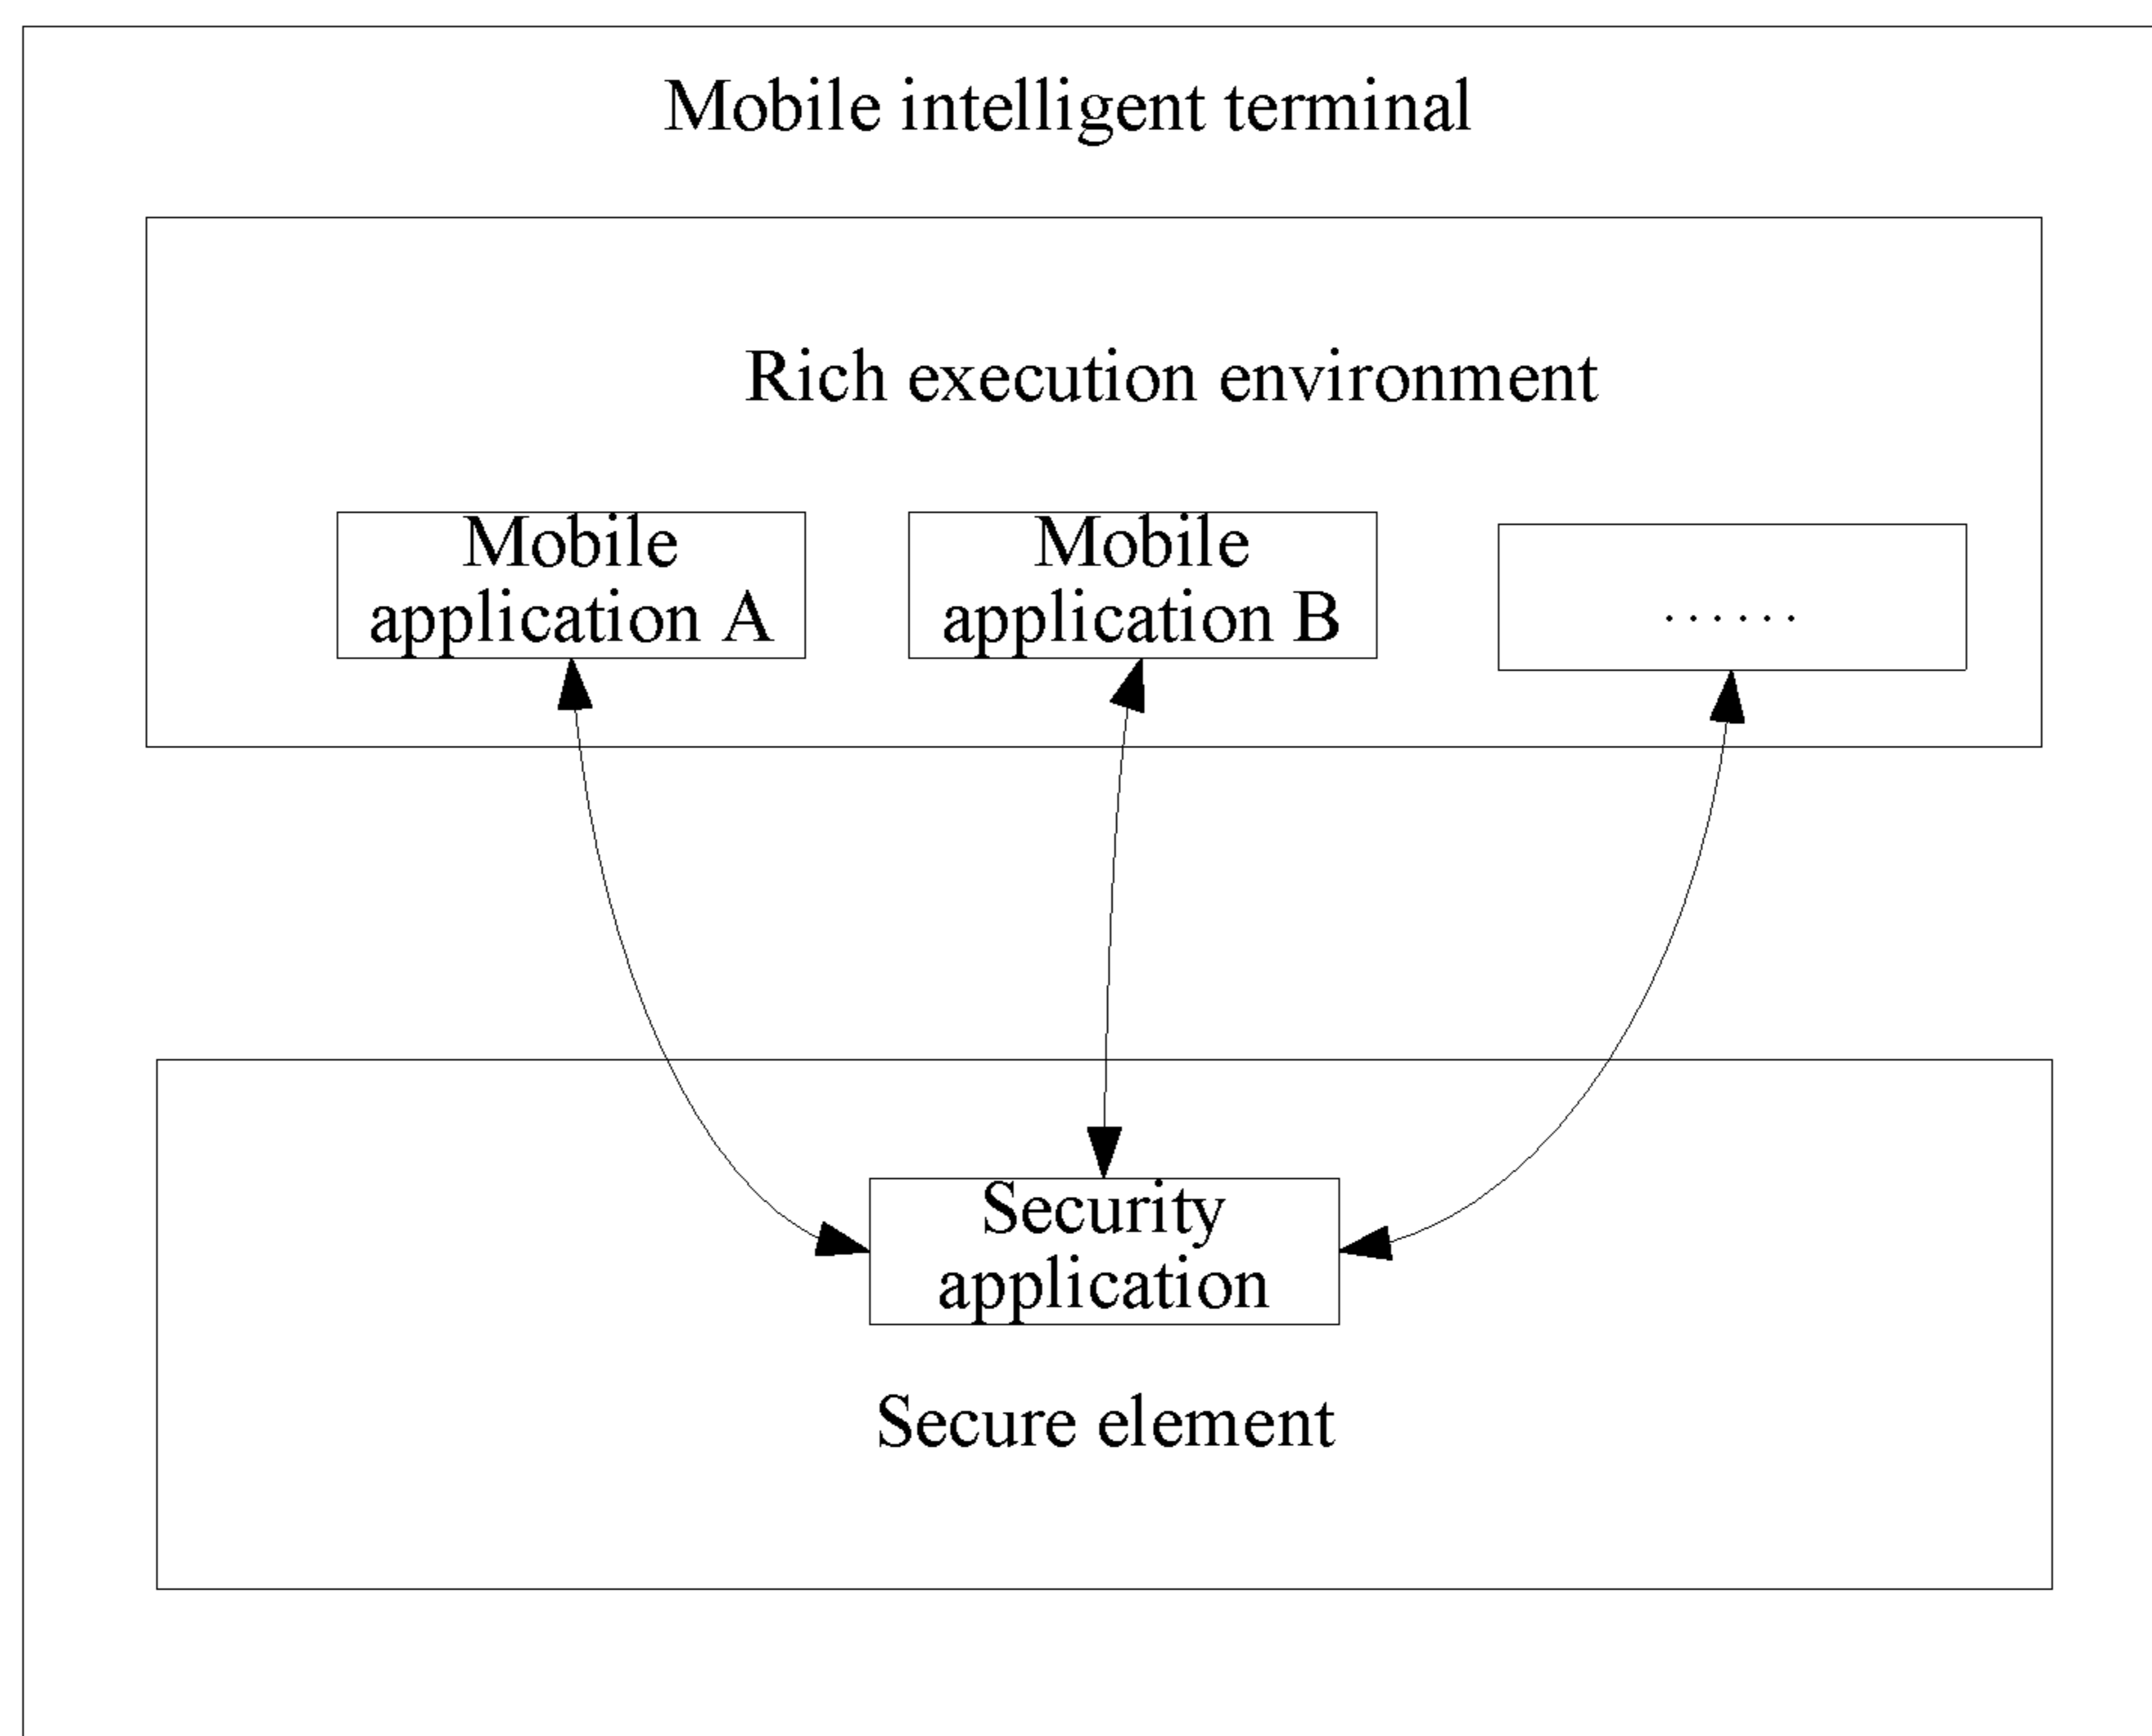 Mobile intelligent terminal
Rich execution environment
Mobile
application A
Mobile
application B
......
Security
application
Secure element